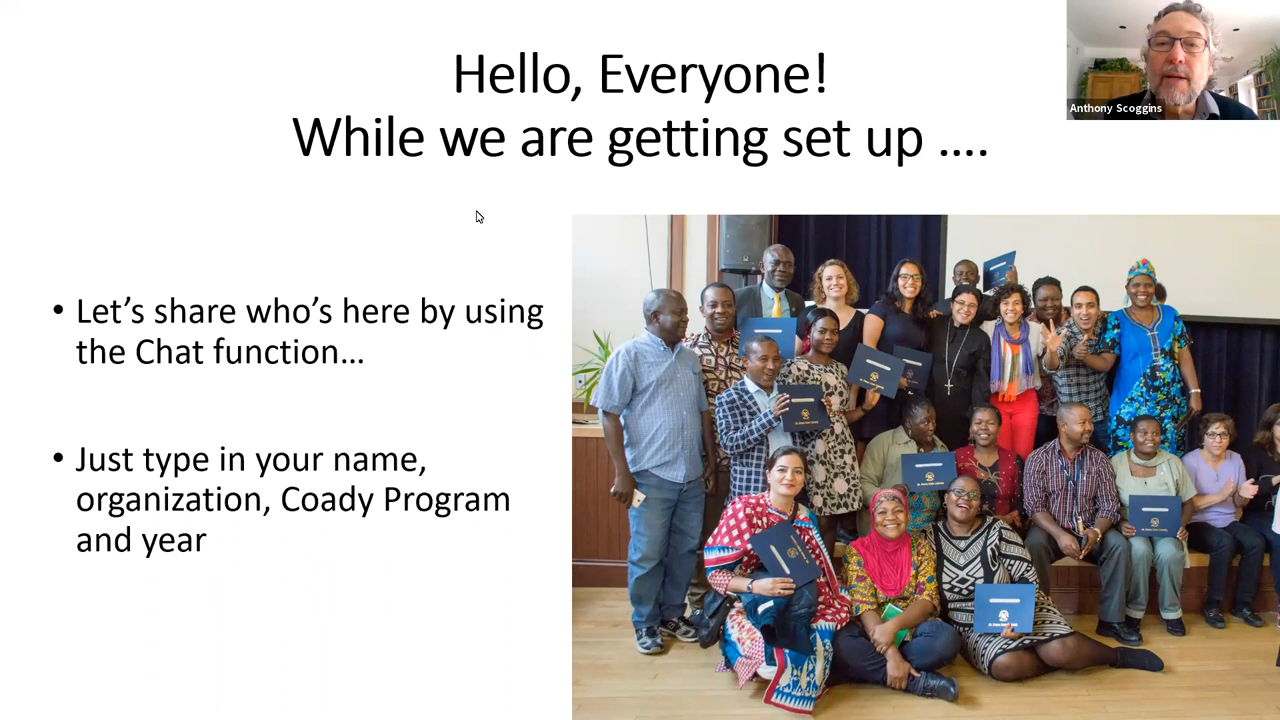 Hello, Everyone!
While we are getting set up ....
Anthony Scoggins
• Let’s share who’s here by using
the Chat function...
• Just type in your name,
organization, Coady Program
and year